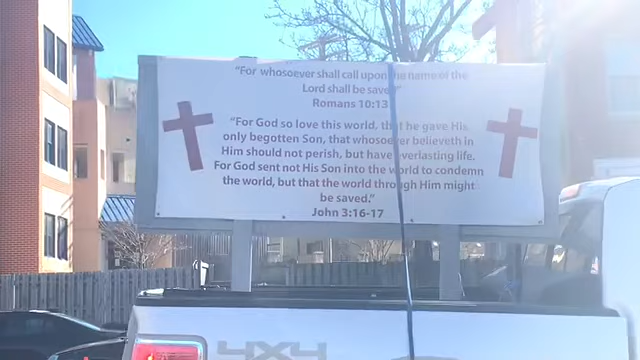 "For whosoever shall call upon the name of the
Lord shall be saved"
Romans 10:13
"For God so love this world, that he gave His
only begotten Son, that whosoever believeth in
Him should not perish, but have everlasting life.
For God sent not His Son into the world to condemn
the world, but that the world through Him might
be saved."
John 3:16-17
4X4